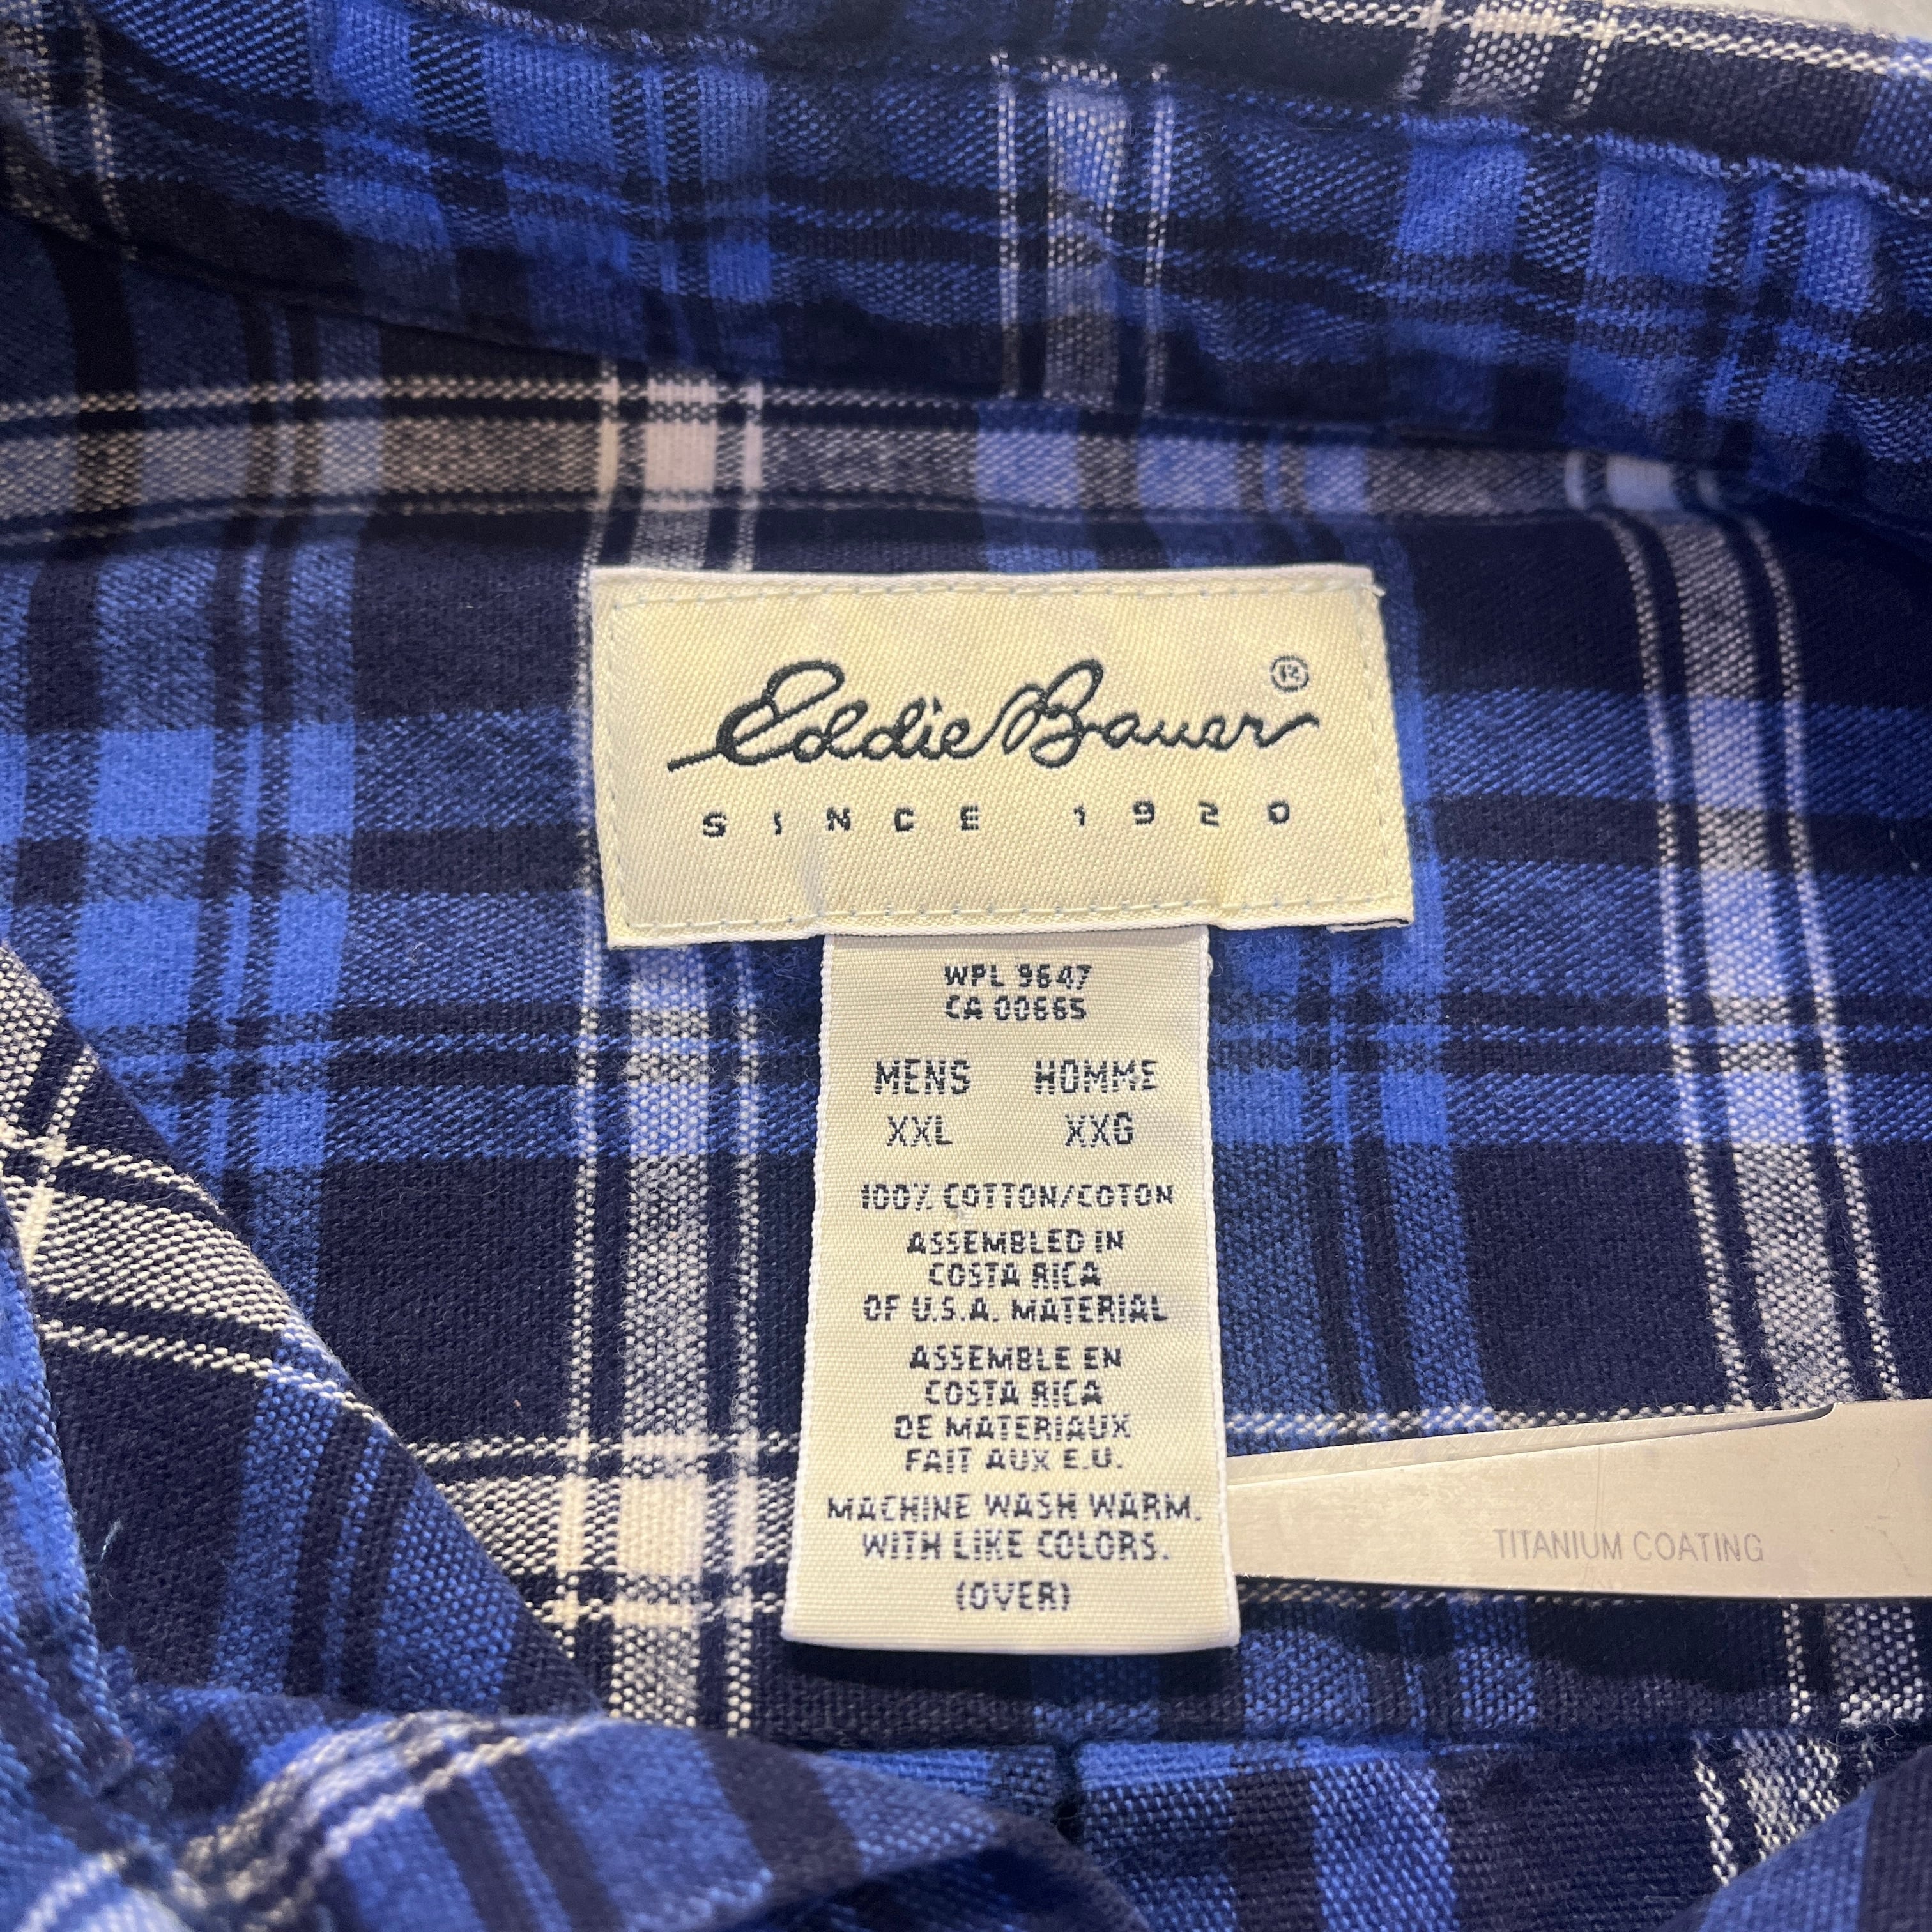 Eddie Bauer ®
SINCE 1920
WPL 9647
CA 00665
MENS HOMME
XXL XXG
100% COTTON/COTON
ASSEMBLED IN
COSTA RICA
OF U.S.A. MATERIAL
ASSEMBLE EN
COSTA RICA
DE MATERIAUX
FAIT AUX E.U.
MACHINE WASH WARM.
WITH LIKE COLORS.
(OVER)
TITANIUM COATING